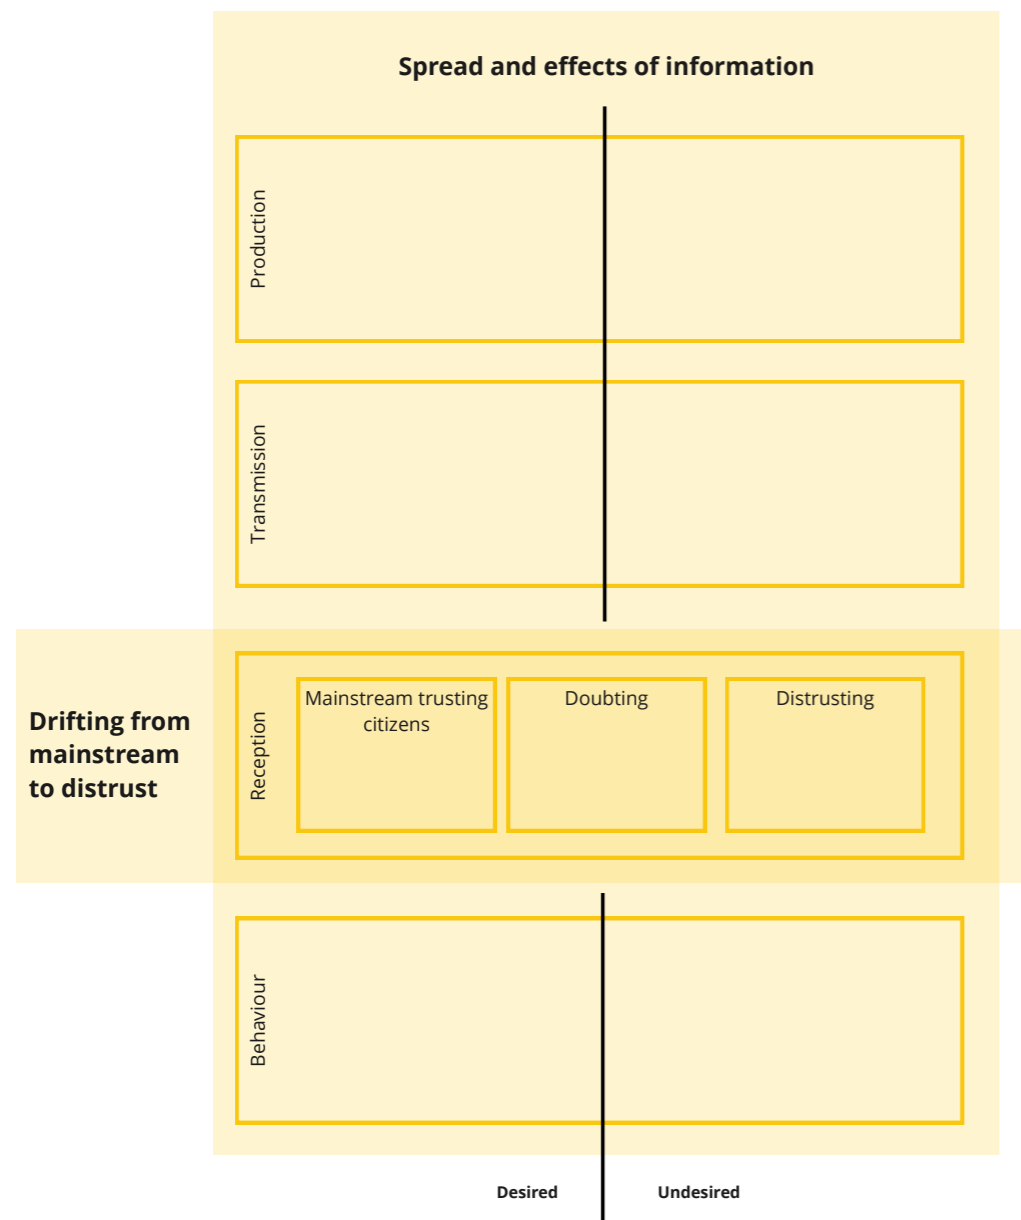 Spread and effects of information
Production
Transmission
Drifting from
mainstream
to distrust
Reception
Mainstream trusting
citizens
Doubting
Distrusting
Behaviour
Desired
Undesired